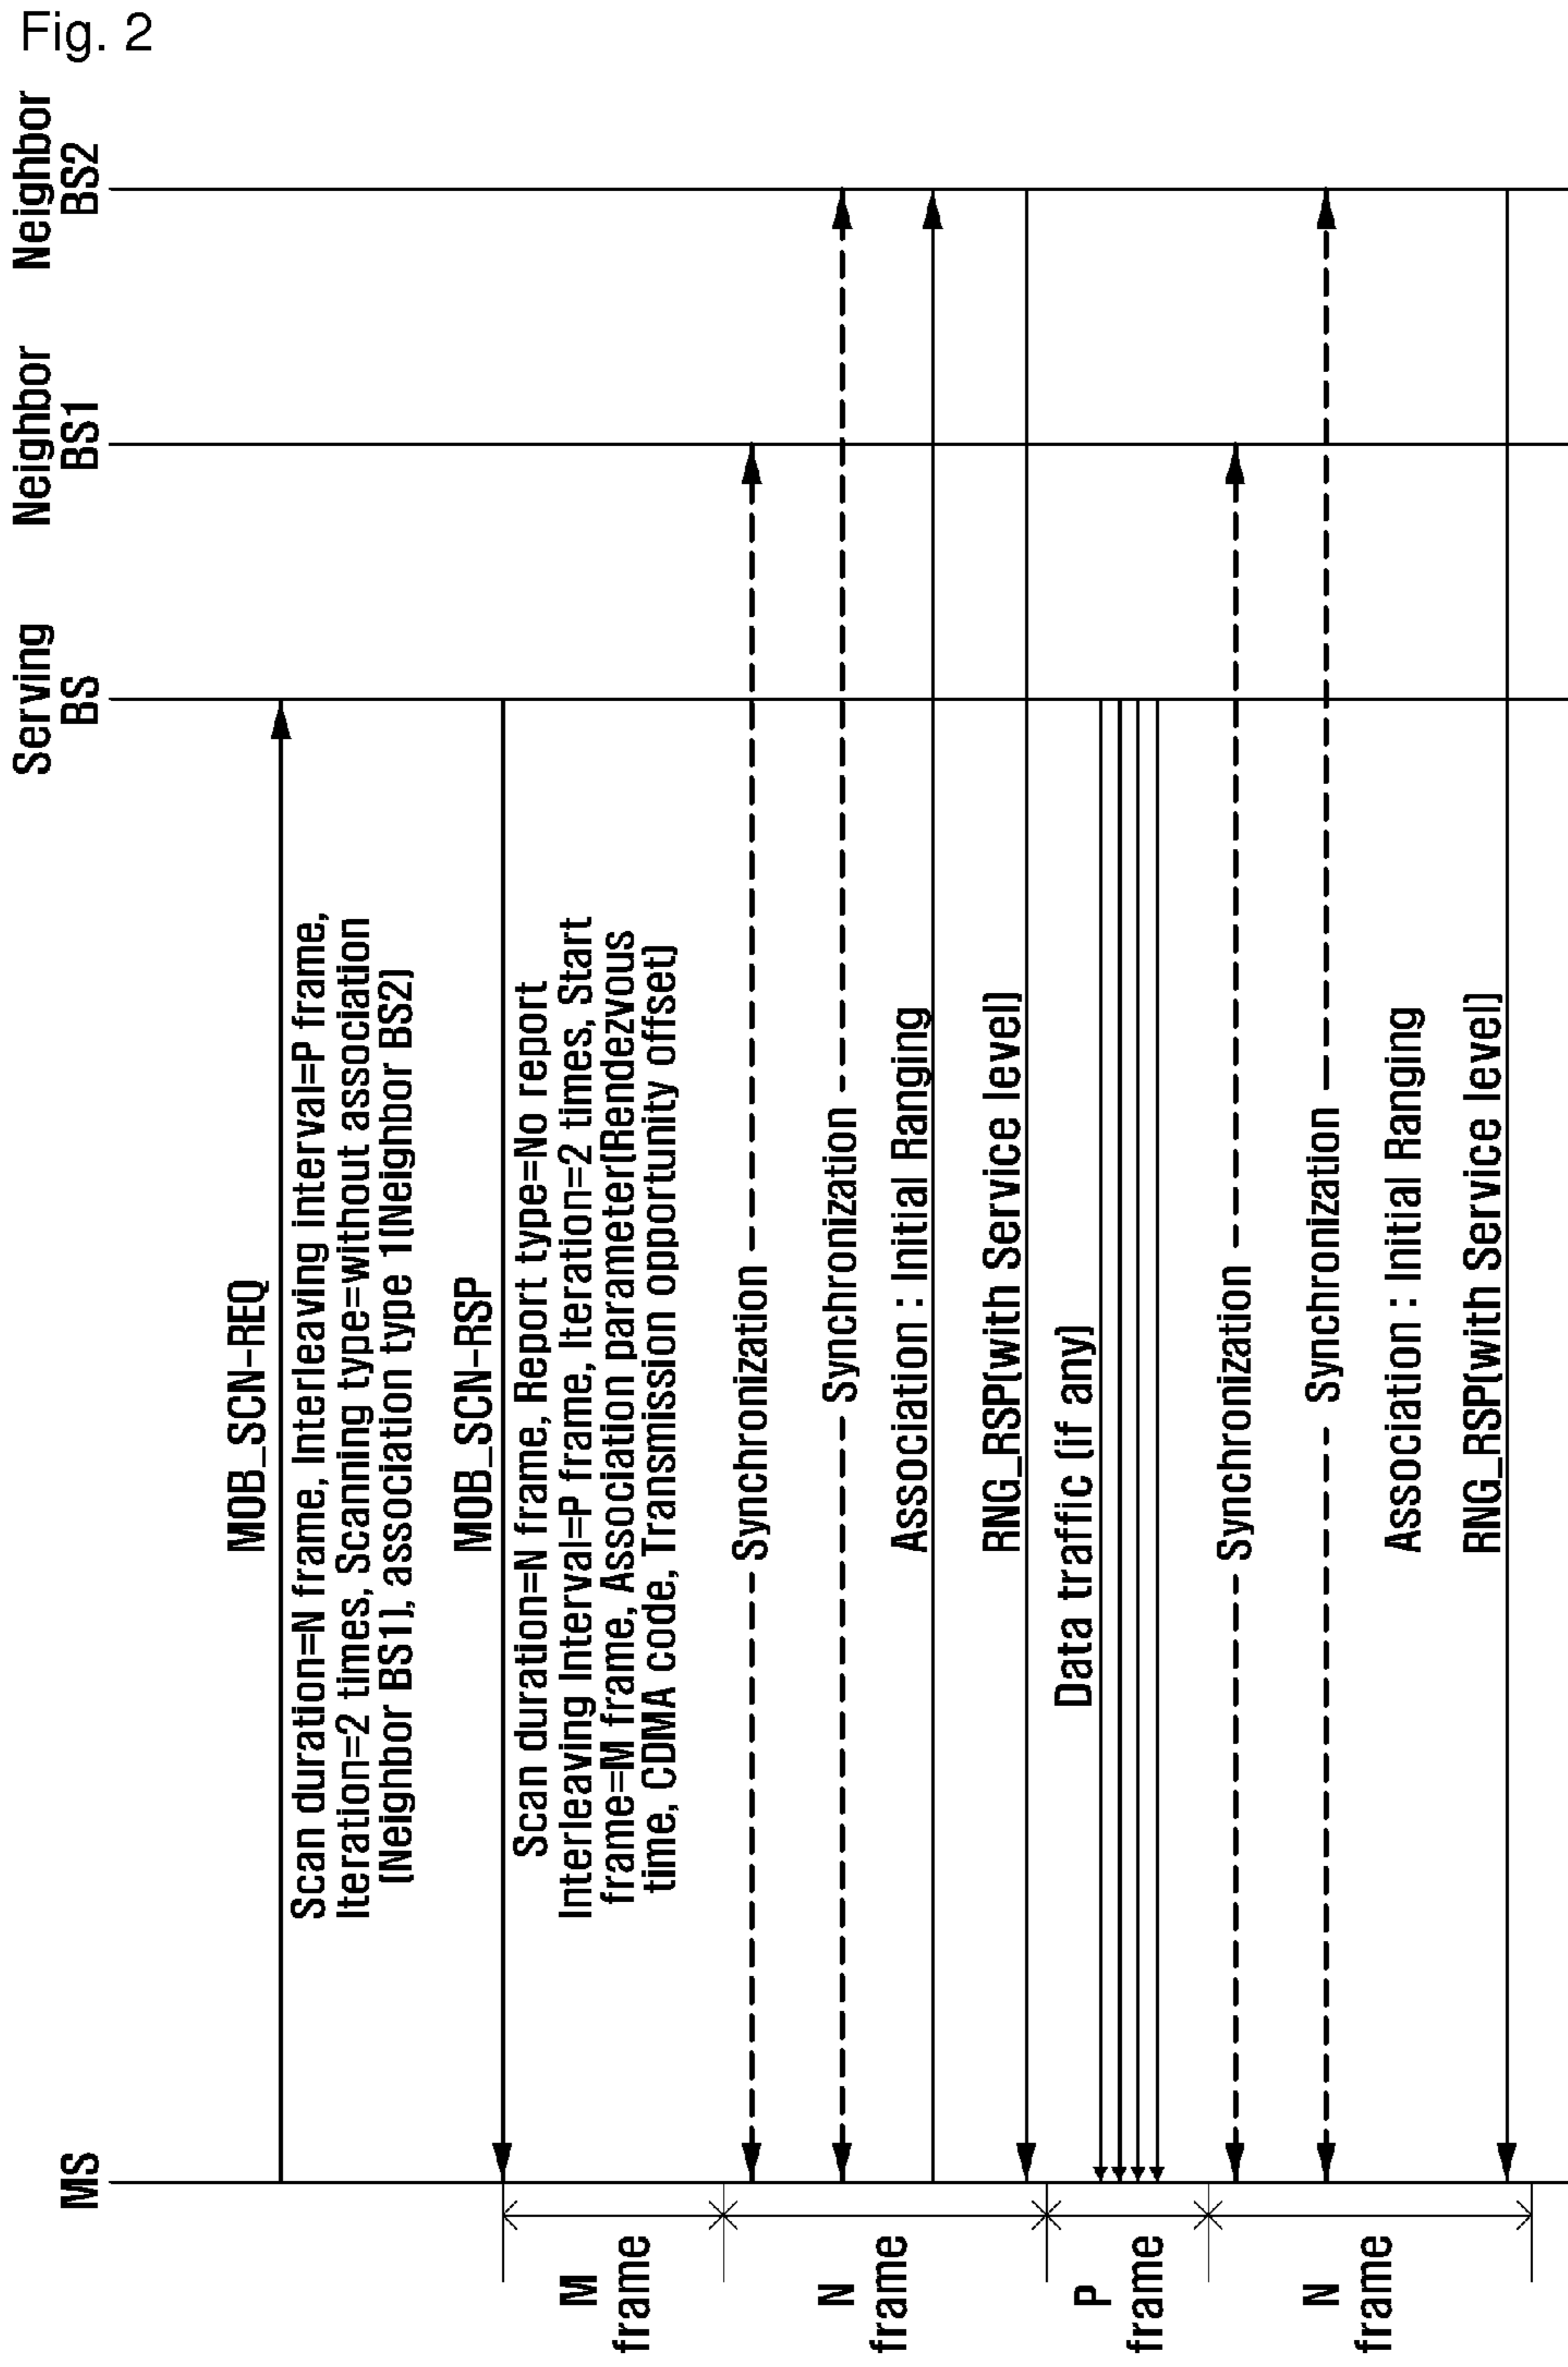 Fig. 2
MS
Serving
BS
Neighbor
BS1
Neighbor
BS2
MOB_SCN-REQ
Scan duration=N frame, Interleaving interval=P frame,
Iteration=2 times, Scanning type=without association
(Neighbor BS1), association type 1(Neighbor BS2)
MOB_SCN-RSP
Scan duration=N frame, Report type=No report
Interleaving Interval=P frame, Iteration=2 times, Start
frame=M frame, Association parameter(Rendezvous
time, CDMA code, Transmission opportunity offset)
M
frame
Synchronization
Synchronization
Association : Initial Ranging
RNG_RSP(with Service level)
N
frame
Data traffic (if any)
P
frame
Synchronization
Synchronization
Association : Initial Ranging
RNG_RSP(with Service level)
N
frame